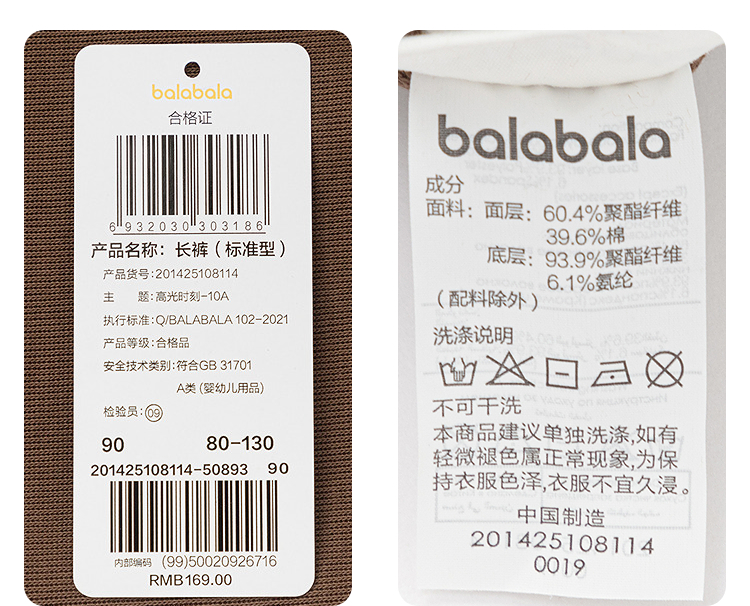 balabala
合格证
6 932030 303186
产品名称：长裤（标准型）
产品货号：201425108114
主　　题：高光时刻-10A
执行标准：Q/BALABALA 102-2021
产品等级：合格品
安全技术类别：符合GB 31701
A类（婴幼儿用品）
检验员：09
90　80-130
201425108114-50893　90
内部编码　(99)50020926716
RMB169.00
balabala
成分
面料：面层：60.4%聚酯纤维
39.6%棉
底层：93.9%聚酯纤维
6.1%氨纶
（配料除外）
洗涤说明
不可干洗
本商品建议单独洗涤，如有
轻微褪色属正常现象，为保
持衣服色泽，衣服不宜久浸。
中国制造
201425108114
0019